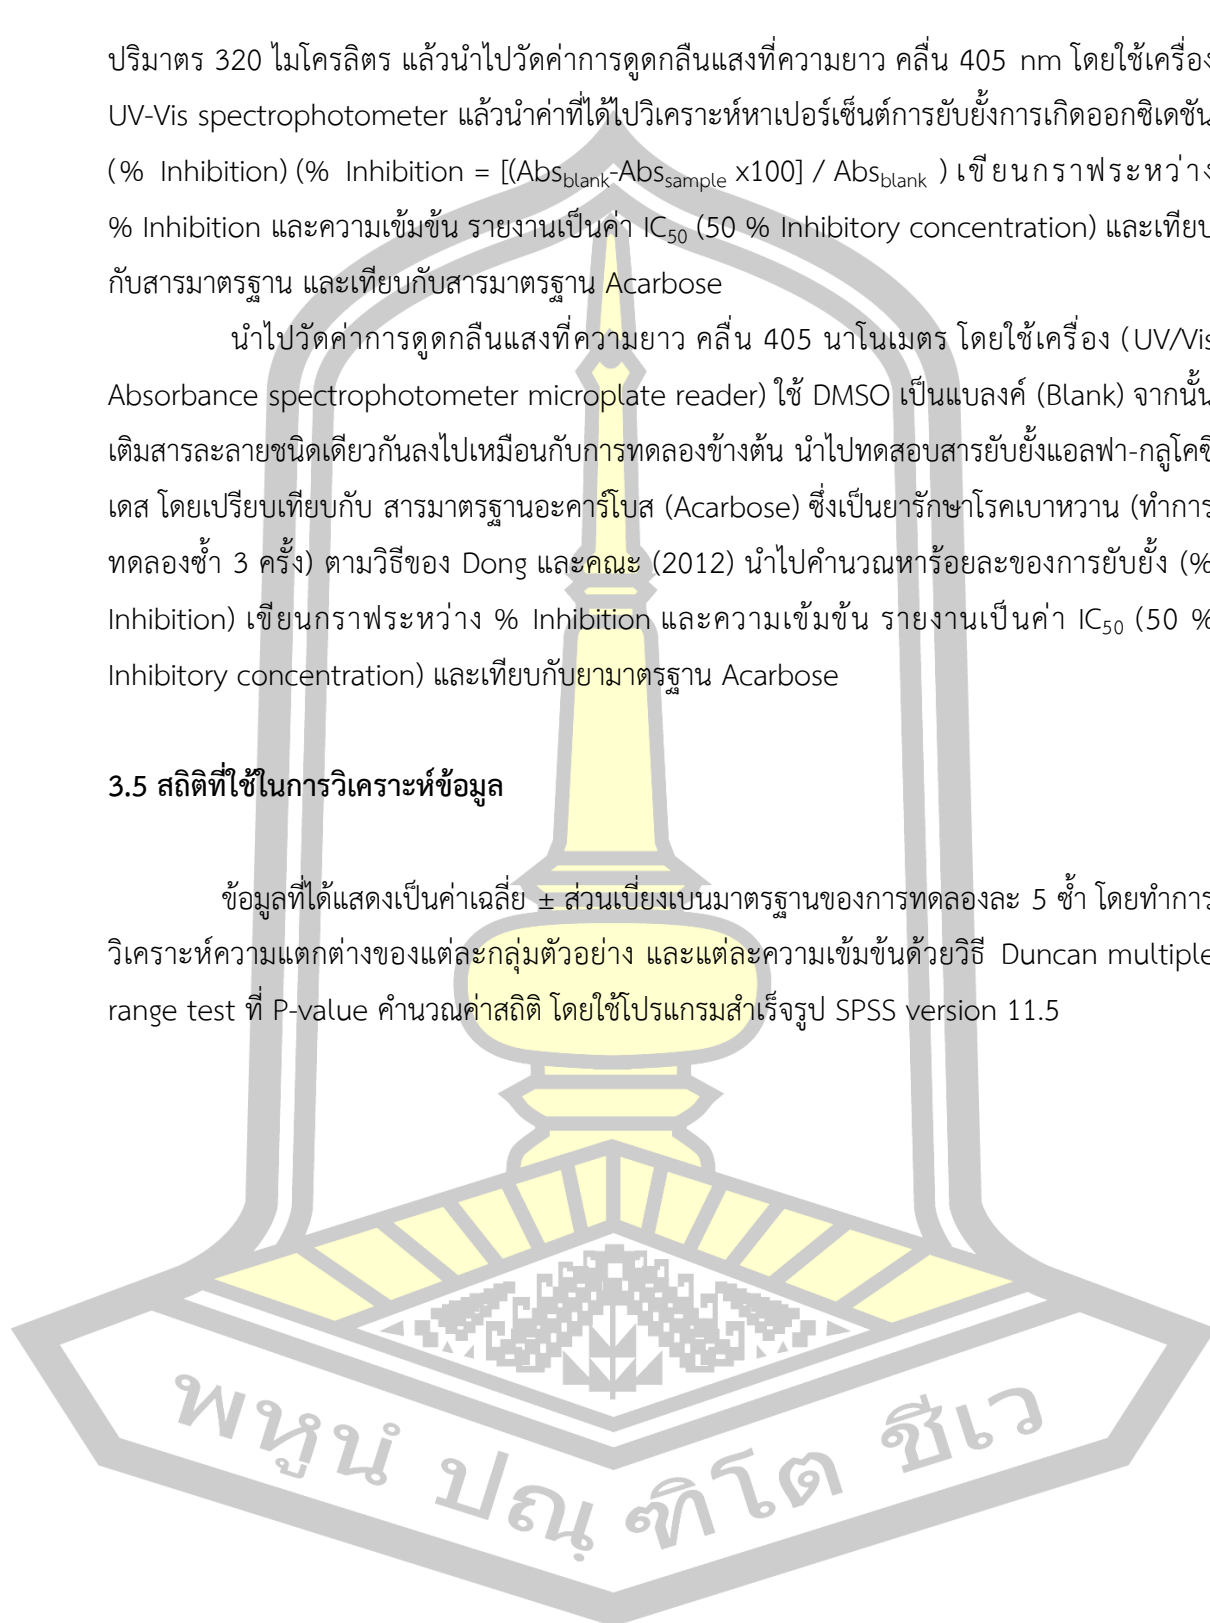 ปริมาตร 320 ไมโครลิตร แล้วนำไปวัดค่าการดูดกลืนแสงที่ความยาว คลื่น 405 nm โดยใช้เครื่อง
UV-Vis spectrophotometer แล้วนำค่าที่ได้ไปวิเคราะห์หาเปอร์เซ็นต์การยับยั้งการเกิดออกซิเดชัน
(% Inhibition) (% Inhibition = [(Abs_blank-Abs_sample x100] / Abs_blank ) เขียนกราฟระหว่าง
% Inhibition และความเข้มข้น รายงานเป็นค่า IC50 (50 % Inhibitory concentration) และเทียบ
กับสารมาตรฐาน และเทียบกับสารมาตรฐาน Acarbose
นำไปวัดค่าการดูดกลืนแสงที่ความยาว คลื่น 405 นาโนเมตร โดยใช้เครื่อง (UV/Vis
Absorbance spectrophotometer microplate reader) ใช้ DMSO เป็นแบลงค์ (Blank) จากนั้น
เติมสารละลายชนิดเดียวกันลงไปเหมือนกับการทดลองข้างต้น นำไปทดสอบสารยับยั้งแอลฟา-กลูโคซิ
เดส โดยเปรียบเทียบกับ สารมาตรฐานอะคาร์โบส (Acarbose) ซึ่งเป็นยารักษาโรคเบาหวาน (ทำการ
ทดลองซ้ำ 3 ครั้ง) ตามวิธีของ Dong และคณะ (2012) นำไปคำนวณหาร้อยละของการยับยั้ง (%
Inhibition) เขียนกราฟระหว่าง % Inhibition และความเข้มข้น รายงานเป็นค่า IC50 (50 %
Inhibitory concentration) และเทียบกับยามาตรฐาน Acarbose
3.5 สถิติที่ใช้ในการวิเคราะห์ข้อมูล
ข้อมูลที่ได้แสดงเป็นค่าเฉลี่ย ± ส่วนเบี่ยงเบนมาตรฐานของการทดลองละ 5 ซ้ำ โดยทำการ
วิเคราะห์ความแตกต่างของแต่ละกลุ่มตัวอย่าง และแต่ละความเข้มข้นด้วยวิธี Duncan multiple
range test ที่ P-value คำนวณค่าสถิติ โดยใช้โปรแกรมสำเร็จรูป SPSS version 11.5
พหูนํ ปณฺ ฑิโต ชีเว